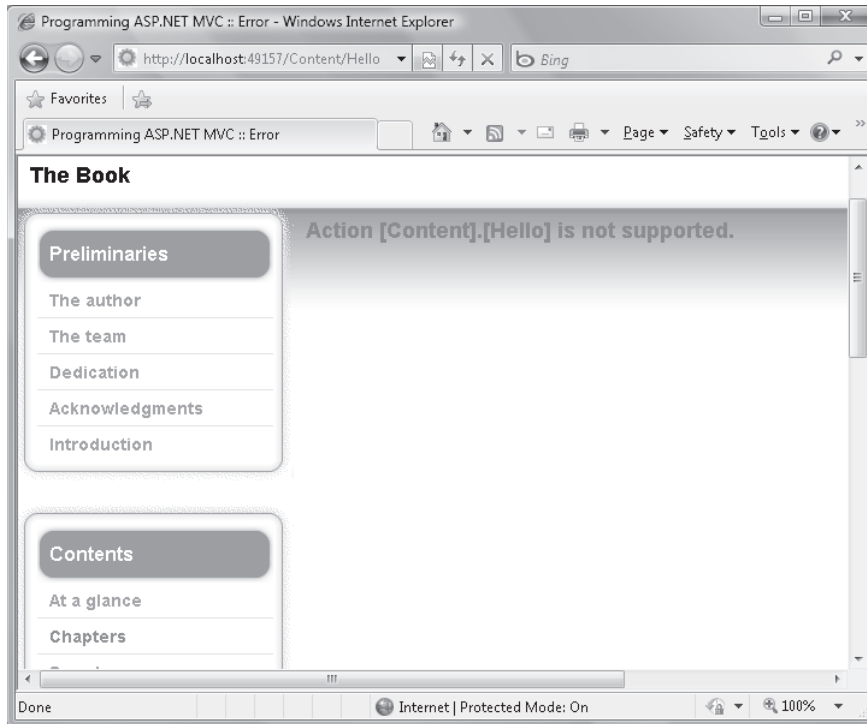 Programming ASP.NET MVC :: Error - Windows Internet Explorer
http://localhost:49157/Content/Hello
Bing
Favorites
Programming ASP.NET MVC :: Error
Page Safety Tools
The Book
Action [Content].[Hello] is not supported.
Preliminaries
The author
The team
Dedication
Acknowledgments
Introduction
Contents
At a glance
Chapters
Done
Internet | Protected Mode: On
100%